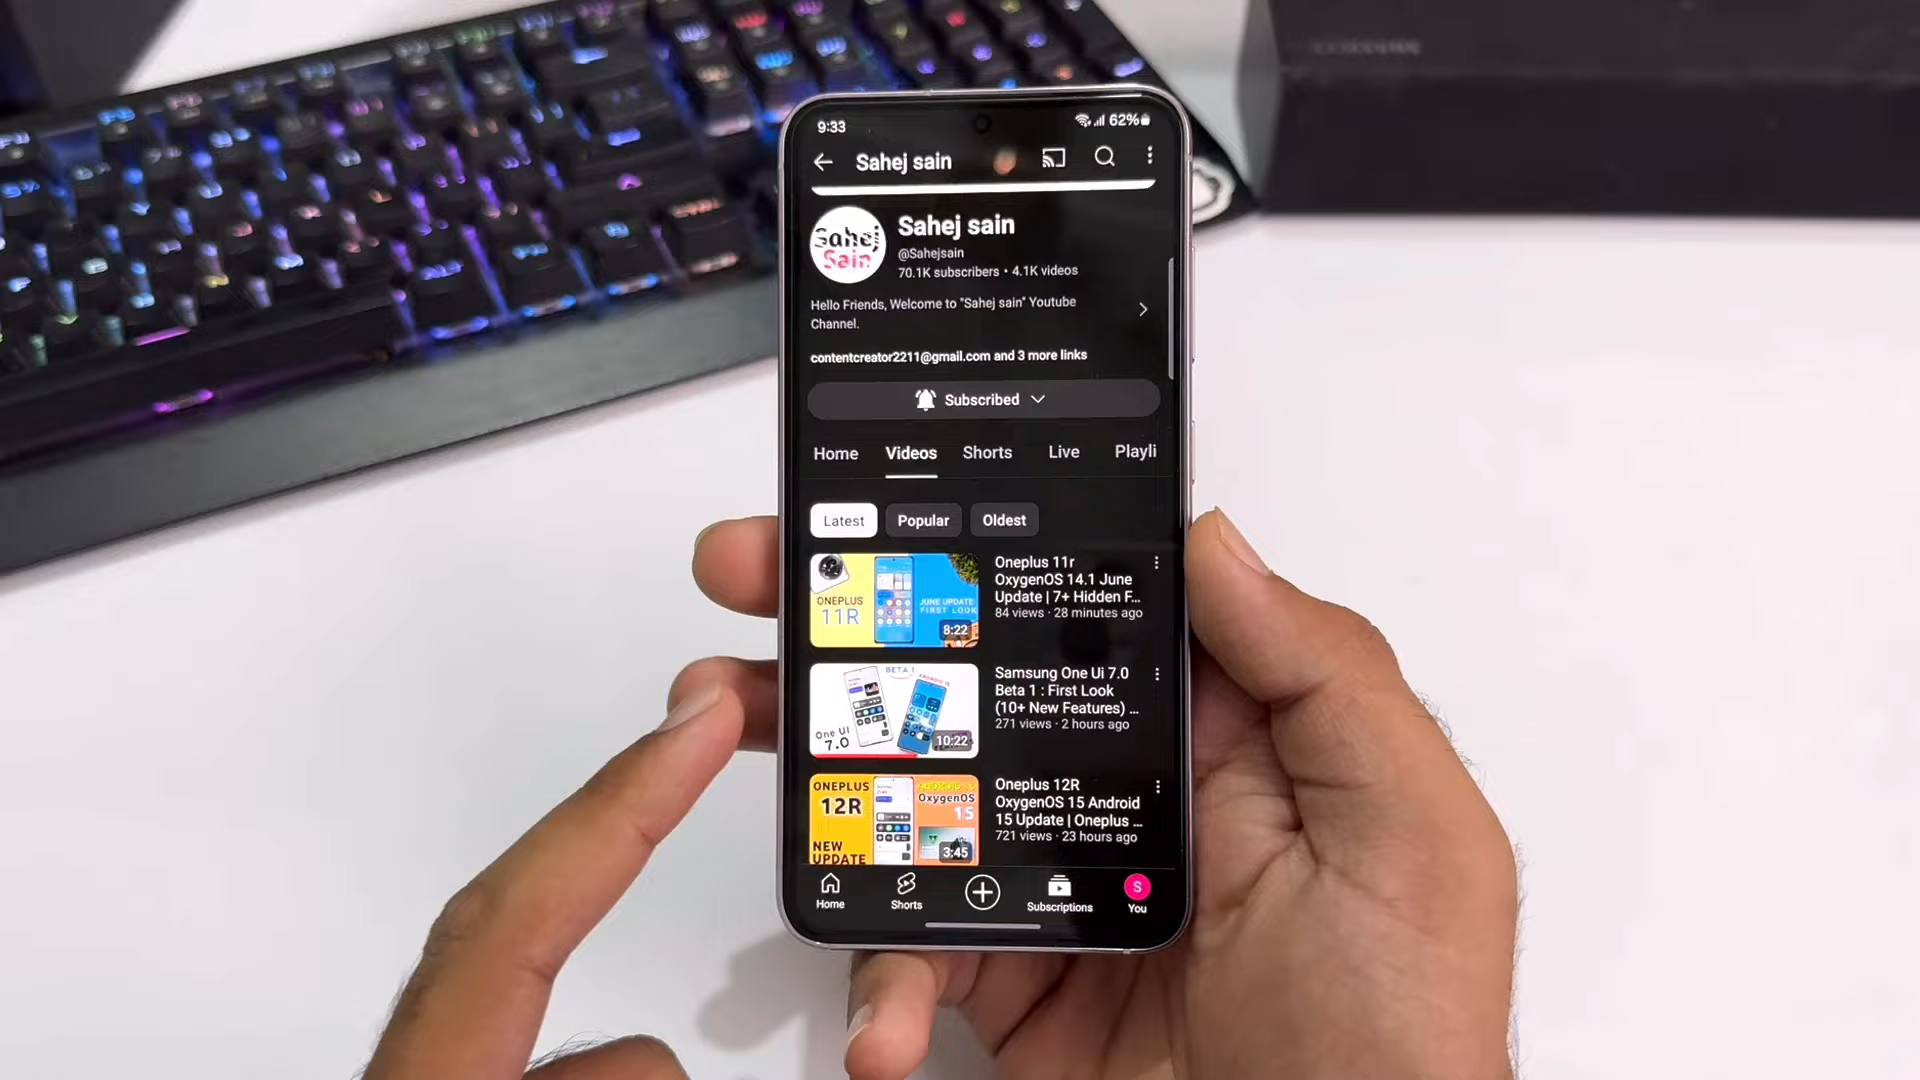 9:33
62%
Sahej sain
Sahej
Sain
Sahej sain
@Sahejsain
70.1K subscribers • 4.1K videos
Hello Friends, Welcome to "Sahej sain" Youtube
Channel.
contentcreator2211@gmail.com and 3 more links
Subscribed
Home
Videos
Shorts
Live
Playli
Latest
Popular
Oldest
ONEPLUS
11R
JUNE UPDATE
FIRST LOOK
8:22
Oneplus 11r
OxygenOS 14.1 June
Update | 7+ Hidden F...
84 views · 28 minutes ago
BETA 1
ANDROID 15
One UI
7.0
10:22
Samsung One Ui 7.0
Beta 1 : First Look
(10+ New Features) ...
271 views · 2 hours ago
ONEPLUS
12R
NEW
UPDATE
OxygenOS
15
3:45
Oneplus 12R
OxygenOS 15 Android
15 Update | Oneplus ...
721 views · 23 hours ago
Home
Shorts
Subscriptions
S
You